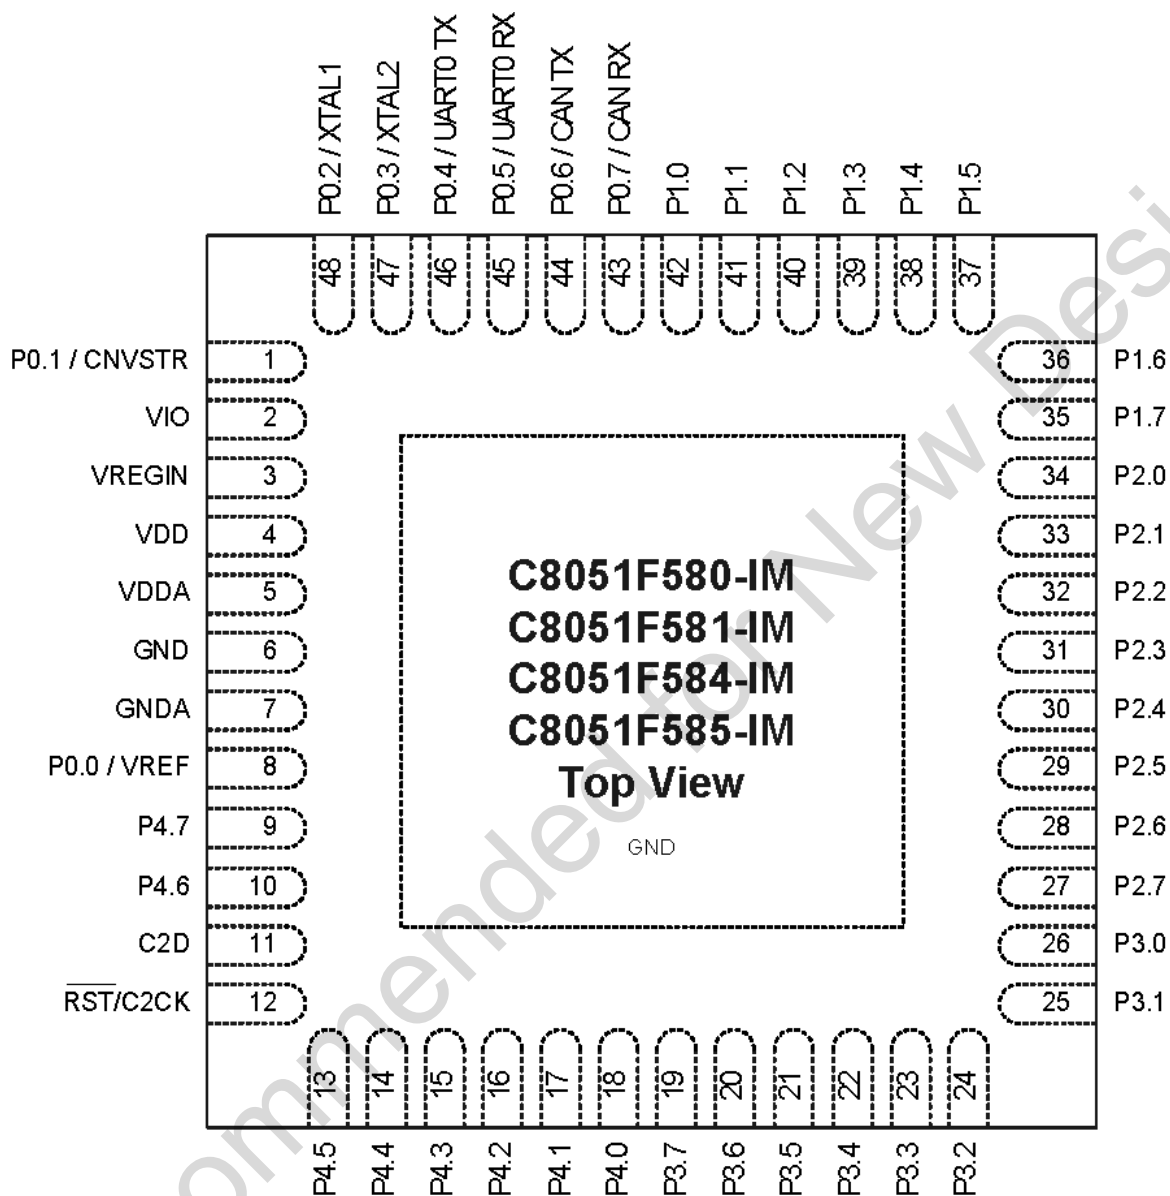 P0.2 / XTAL1
P0.3 / XTAL2
P0.4 / UART0 TX
P0.5 / UART0 RX
P0.6 / CAN TX
P0.7 / CAN RX
P1.0
P1.1
P1.2
P1.3
P1.4
P1.5
48
47
46
45
44
43
42
41
40
39
38
37
P0.1 / CNVSTR 1
VIO 2
VREGIN 3
VDD 4
VDDA 5
GND 6
GNDA 7
P0.0 / VREF 8
P4.7 9
P4.6 10
C2D 11
RST/C2CK 12
C8051F580-IM
C8051F581-IM
C8051F584-IM
C8051F585-IM
Top View
GND
36 P1.6
35 P1.7
34 P2.0
33 P2.1
32 P2.2
31 P2.3
30 P2.4
29 P2.5
28 P2.6
27 P2.7
26 P3.0
25 P3.1
13
14
15
16
17
18
19
20
21
22
23
24
P4.5
P4.4
P4.3
P4.2
P4.1
P4.0
P3.7
P3.6
P3.5
P3.4
P3.3
P3.2
ommended for New Desi